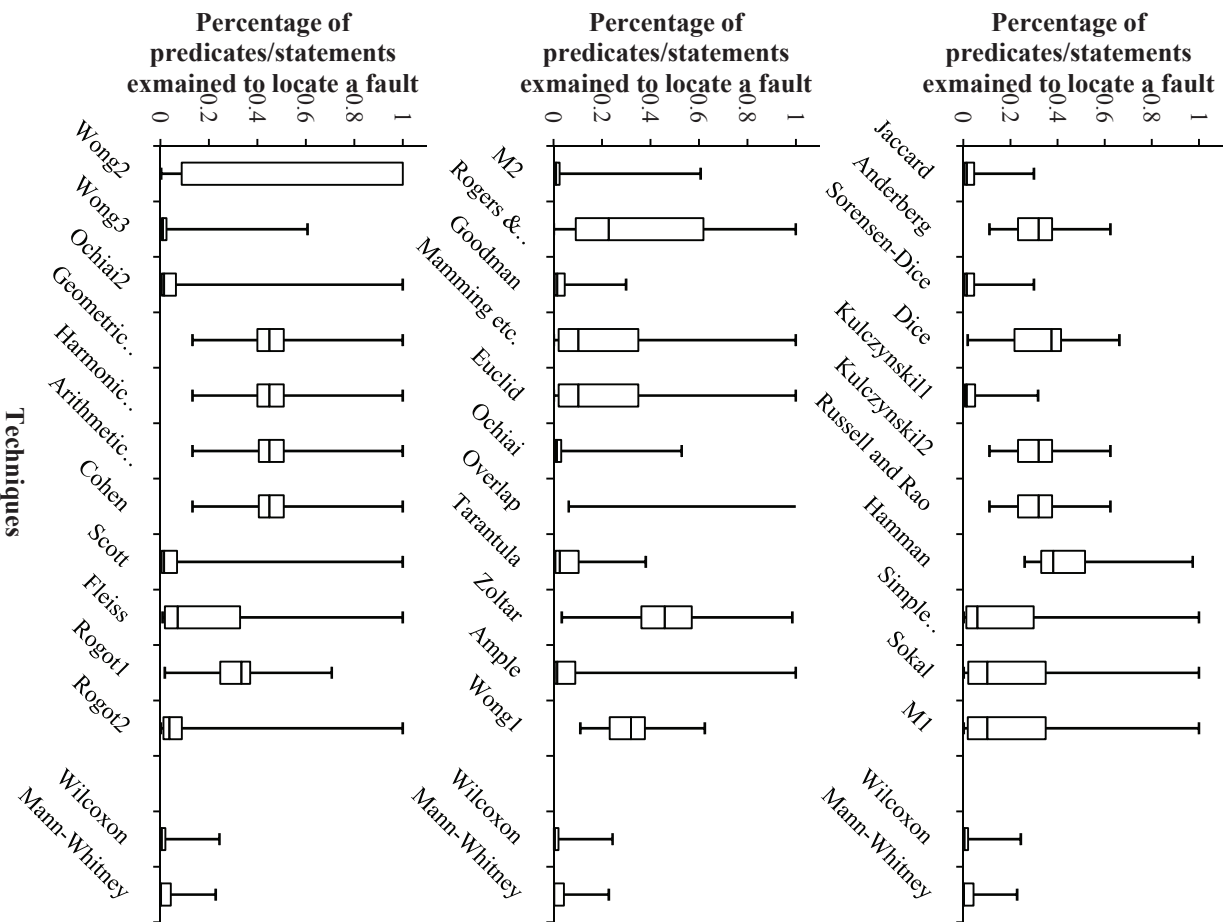 Percentage of
predicates/statements
exmained to locate a fault
0
0.2
0.4
0.6
0.8
1
Jaccard
Anderberg
Sorensen-Dice
Dice
Kulczynski1
Kulczynski2
Russell and Rao
Hamman
Simple..
Sokal
M1
Wilcoxon
Mann-Whitney
Percentage of
predicates/statements
exmained to locate a fault
0
0.2
0.4
0.6
0.8
1
M2
Rogers &..
Goodman
Mamming etc.
Euclid
Ochiai
Overlap
Tarantula
Zoltar
Ample
Wong1
Wilcoxon
Mann-Whitney
Percentage of
predicates/statements
exmained to locate a fault
0
0.2
0.4
0.6
0.8
1
Wong2
Wong3
Ochiai2
Geometric..
Harmonic..
Arithmetic..
Cohen
Scott
Fleiss
Rogot1
Rogot2
Wilcoxon
Mann-Whitney
Techniques